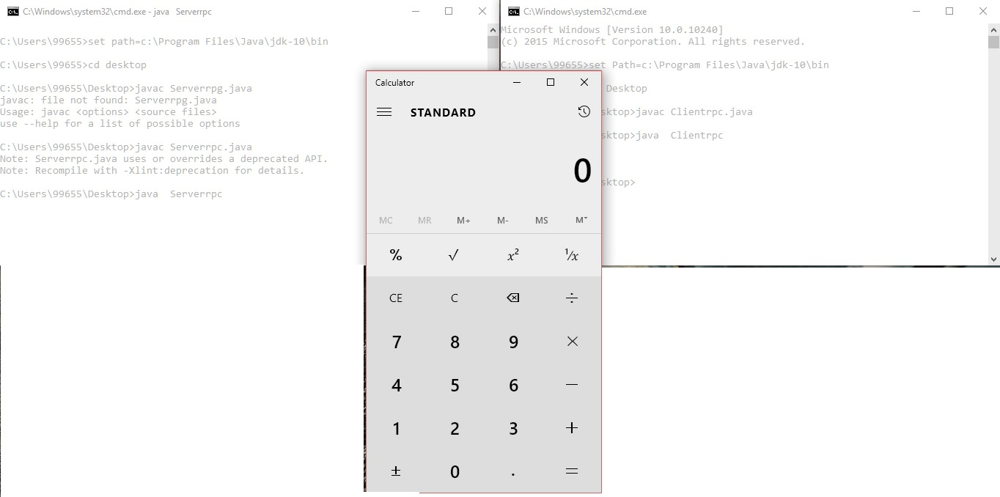 C:\Windows\system32\cmd.exe - java  Serverrpc
C:\Users\99655>set path=c:\Program Files\Java\jdk-10\bin
C:\Users\99655>cd desktop
C:\Users\99655\Desktop>javac Serverrpg.java
javac: file not found: Serverrpg.java
Usage: javac <options> <source files>
use --help for a list of possible options
C:\Users\99655\Desktop>javac Serverrpc.java
Note: Serverrpc.java uses or overrides a deprecated API.
Note: Recompile with -Xlint:deprecation for details.
C:\Users\99655\Desktop>java  Serverrpc
C:\Windows\system32\cmd.exe
Microsoft Windows [Version 10.0.10240]
(c) 2015 Microsoft Corporation. All rights reserved.
C:\Users\99655>set Path=c:\Program Files\Java\jdk-10\bin
Desktop
sktop>javac Clientrpc.java
sktop>java  Clientrpc
sktop>
Calculator
STANDARD
0
MC MR M+ M- MS M˅
% √ x² ¹/x
CE C ⌫ ÷
7 8 9 ×
4 5 6 −
1 2 3 +
± 0 . =